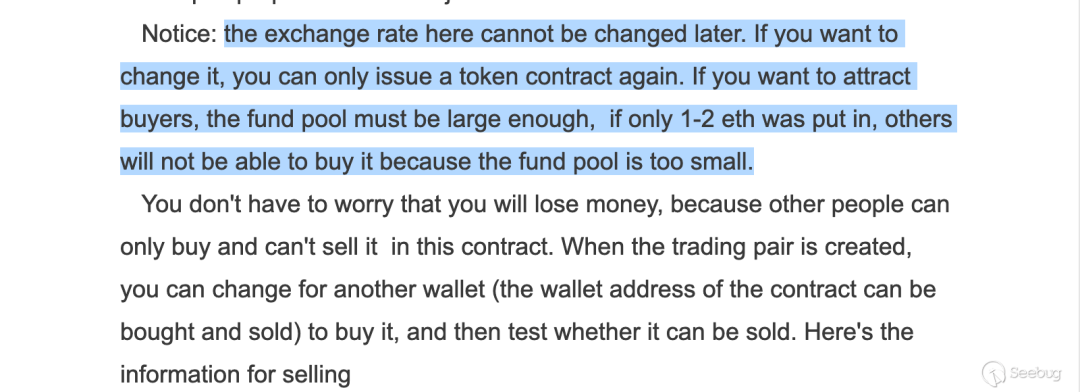 Notice: the exchange rate here cannot be changed later. If you want to
change it, you can only issue a token contract again. If you want to attract
buyers, the fund pool must be large enough,  if only 1-2 eth was put in, others
will not be able to buy it because the fund pool is too small.
You don't have to worry that you will lose money, because other people can
only buy and can't sell it  in this contract. When the trading pair is created,
you can change for another wallet (the wallet address of the contract can be
bought and sold) to buy it, and then test whether it can be sold. Here's the
information for selling
Seebug